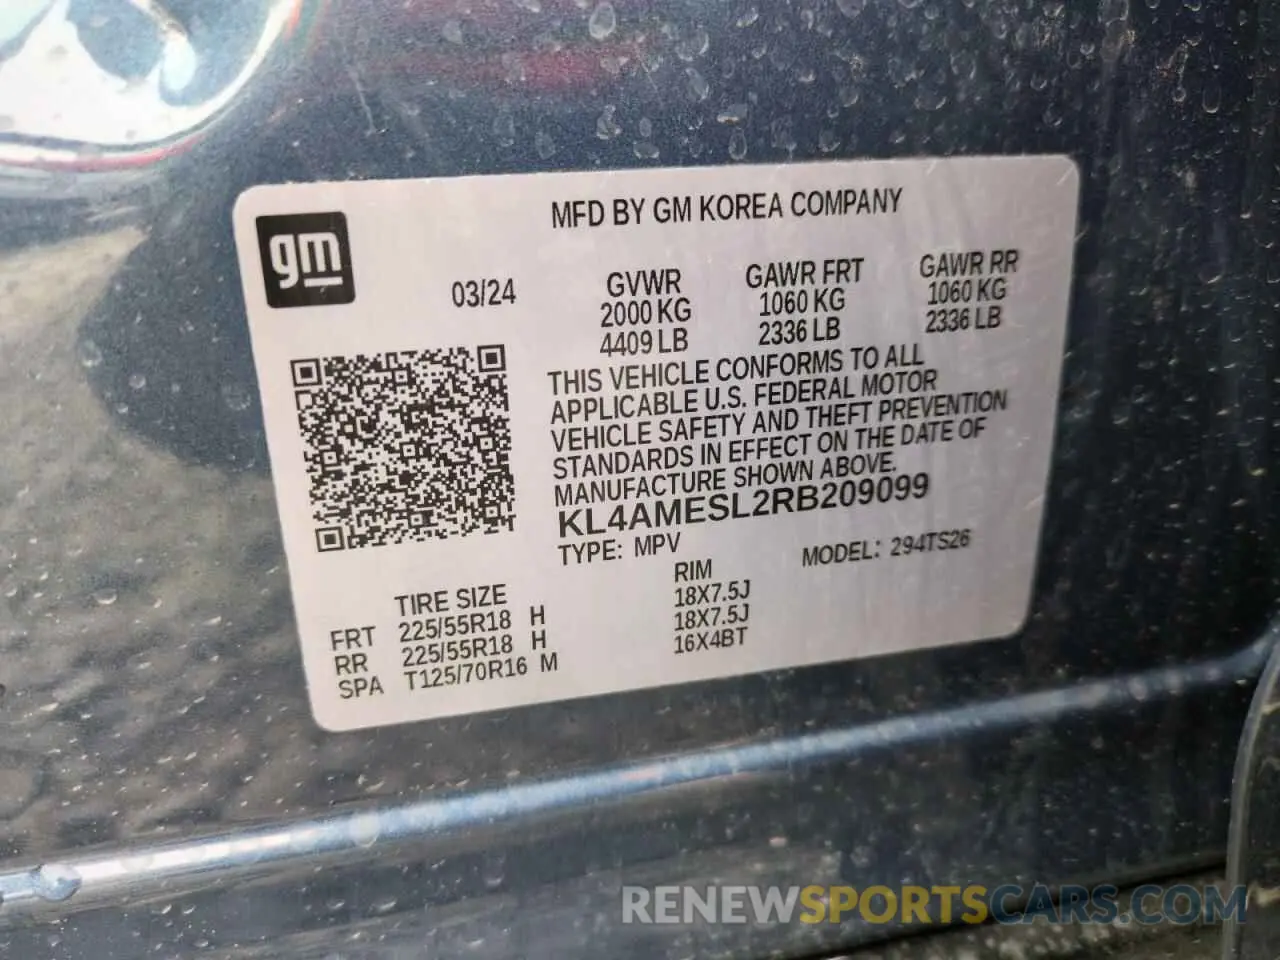 gm
MFD BY GM KOREA COMPANY
03/24
GVWR GAWR FRT GAWR RR
2000 KG 1060 KG 1060 KG
4409 LB 2336 LB 2336 LB
THIS VEHICLE CONFORMS TO ALL
APPLICABLE U.S. FEDERAL MOTOR
VEHICLE SAFETY AND THEFT PREVENTION
STANDARDS IN EFFECT ON THE DATE OF
MANUFACTURE SHOWN ABOVE.
KL4AMESL2RB209099
TYPE: MPV MODEL: 294TS26
TIRE SIZE RIM
FRT 225/55R18 H 18X7.5J
RR 225/55R18 H 18X7.5J
SPA T125/70R16 M 16X4BT
RENEWSPORTSCARS.COM